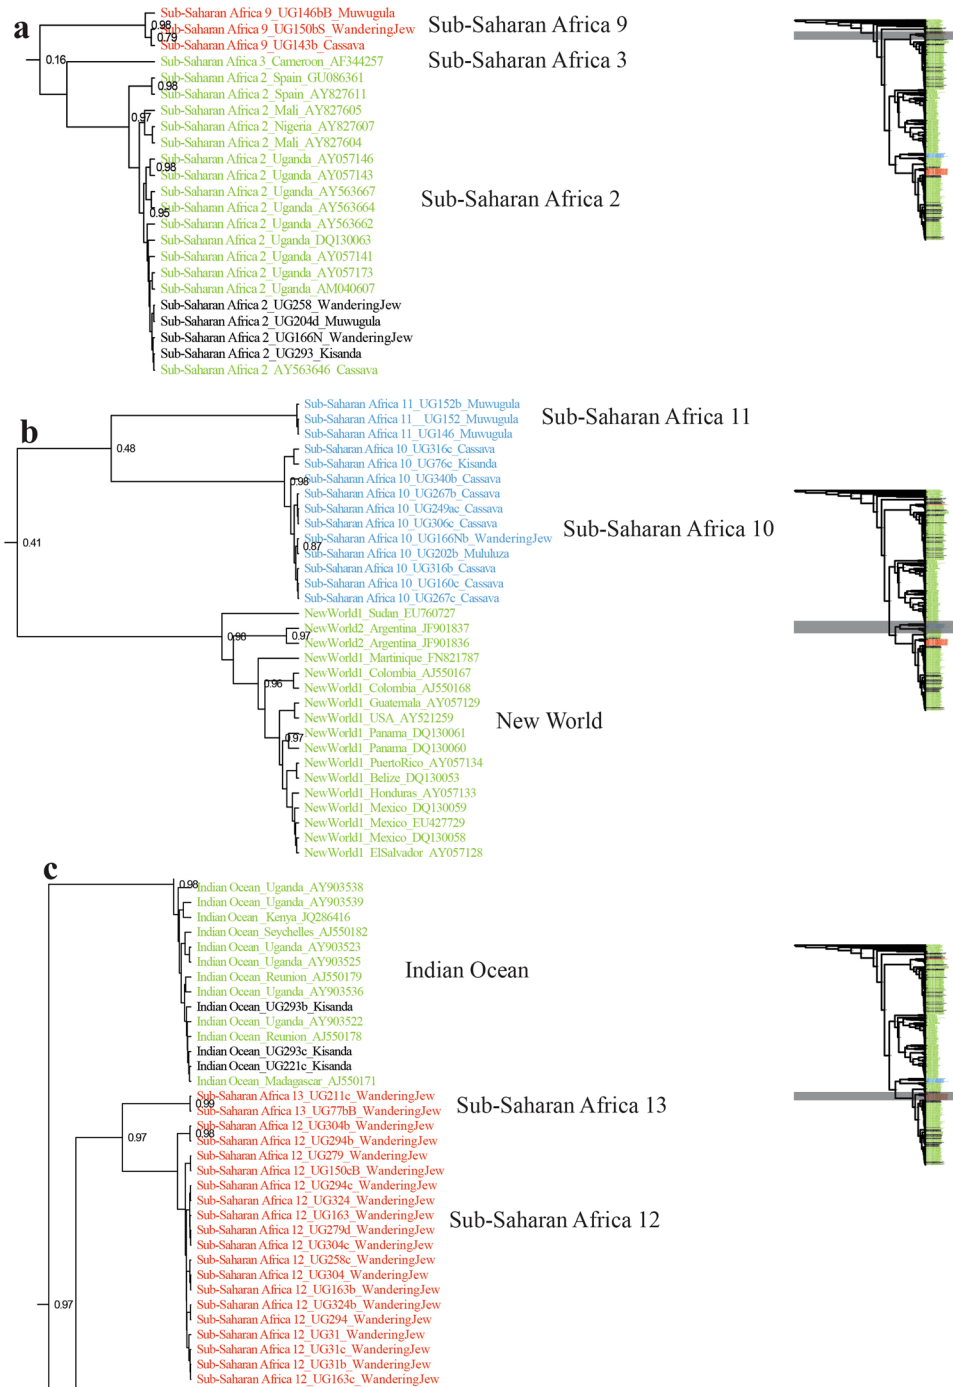 a
Sub-Saharan Africa 9_UG146bB_Muwugula
Sub-Saharan Africa 9_UG150bS_WanderingJew
Sub-Saharan Africa 9_UG143b_Cassava
Sub-Saharan Africa 9
0.98
0.79
0.16
Sub-Saharan Africa 3_Cameroon_AF344257
Sub-Saharan Africa 3
Sub-Saharan Africa 2_Spain_GU086361
0.98
Sub-Saharan Africa 2_Spain_AY827611
Sub-Saharan Africa 2_Mali_AY827605
0.97
Sub-Saharan Africa 2_Nigeria_AY827607
Sub-Saharan Africa 2_Mali_AY827604
Sub-Saharan Africa 2_Uganda_AY057146
0.98
Sub-Saharan Africa 2_Uganda_AY057143
Sub-Saharan Africa 2_Uganda_AY563667
Sub-Saharan Africa 2
Sub-Saharan Africa 2_Uganda_AY563664
0.95
Sub-Saharan Africa 2_Uganda_AY563662
Sub-Saharan Africa 2_Uganda_DQ130063
Sub-Saharan Africa 2_Uganda_AY057141
Sub-Saharan Africa 2_Uganda_AY057173
Sub-Saharan Africa 2_Uganda_AM040607
Sub-Saharan Africa 2_UG258_WanderingJew
Sub-Saharan Africa 2_UG204d_Muwugula
Sub-Saharan Africa 2_UG166N_WanderingJew
Sub-Saharan Africa 2_UG293_Kisanda
Sub-Saharan Africa 2_AY563646_Cassava
b
Sub-Saharan Africa 11_UG152b_Muwugula
Sub-Saharan Africa 11__UG152_Muwugula
Sub-Saharan Africa 11
Sub-Saharan Africa 11_UG146_Muwugula
0.48
Sub-Saharan Africa 10_UG316c_Cassava
Sub-Saharan Africa 10_UG76c_Kisanda
Sub-Saharan Africa 10_UG340b_Cassava
0.98
Sub-Saharan Africa 10_UG267b_Cassava
Sub-Saharan Africa 10_UG249ac_Cassava
Sub-Saharan Africa 10_UG306c_Cassava
Sub-Saharan Africa 10
Sub-Saharan Africa 10_UG166Nb_WanderingJew
0.41
0.87
Sub-Saharan Africa 10_UG202b_Mululuza
Sub-Saharan Africa 10_UG316b_Cassava
Sub-Saharan Africa 10_UG160c_Cassava
Sub-Saharan Africa 10_UG267c_Cassava
NewWorld1_Sudan_EU760727
NewWorld2_Argentina_JF901837
0.98
0.97
NewWorld2_Argentina_JF901836
NewWorld1_Martinique_FN821787
NewWorld1_Colombia_AJ550167
0.96
NewWorld1_Colombia_AJ550168
NewWorld1_Guatemala_AY057129
NewWorld1_USA_AY521259
New World
NewWorld1_Panama_DQ130061
0.97
NewWorld1_Panama_DQ130060
NewWorld1_PuertoRico_AY057134
NewWorld1_Belize_DQ130053
NewWorld1_Honduras_AY057133
NewWorld1_Mexico_DQ130059
NewWorld1_Mexico_EU427729
NewWorld1_Mexico_DQ130058
NewWorld1_ElSalvador_AY057128
c
0.98
Indian Ocean_Uganda_AY903538
Indian Ocean_Uganda_AY903539
Indian Ocean_Kenya_JQ286416
Indian Ocean_Seychelles_AJ550182
Indian Ocean_Uganda_AY903523
Indian Ocean_Uganda_AY903525
Indian Ocean
Indian Ocean_Reunion_AJ550179
Indian Ocean_Uganda_AY903536
Indian Ocean_UG293b_Kisanda
Indian Ocean_Uganda_AY903522
Indian Ocean_Reunion_AJ550178
Indian Ocean_UG293c_Kisanda
Indian Ocean_UG221c_Kisanda
Indian Ocean_Madagascar_AJ550171
Sub-Saharan Africa 13_UG211c_WanderingJew
0.99
Sub-Saharan Africa 13
Sub-Saharan Africa 13_UG77bB_WanderingJew
Sub-Saharan Africa 12_UG304b_WanderingJew
0.97
0.98
Sub-Saharan Africa 12_UG294b_WanderingJew
Sub-Saharan Africa 12_UG279_WanderingJew
Sub-Saharan Africa 12_UG150cB_WanderingJew
Sub-Saharan Africa 12_UG294c_WanderingJew
Sub-Saharan Africa 12_UG324_WanderingJew
Sub-Saharan Africa 12_UG163_WanderingJew
Sub-Saharan Africa 12
Sub-Saharan Africa 12_UG279d_WanderingJew
Sub-Saharan Africa 12_UG304c_WanderingJew
Sub-Saharan Africa 12_UG258c_WanderingJew
Sub-Saharan Africa 12_UG304_WanderingJew
Sub-Saharan Africa 12_UG163b_WanderingJew
0.97
Sub-Saharan Africa 12_UG324b_WanderingJew
Sub-Saharan Africa 12_UG294_WanderingJew
Sub-Saharan Africa 12_UG31_WanderingJew
Sub-Saharan Africa 12_UG31c_WanderingJew
Sub-Saharan Africa 12_UG31b_WanderingJew
Sub-Saharan Africa 12_UG163c_WanderingJew